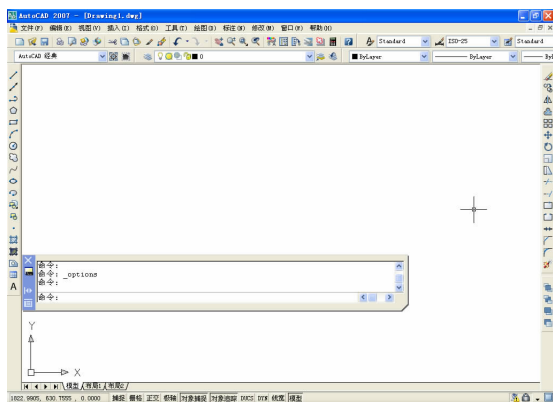 AutoCAD 2007 - [Drawing1.dwg]
文件(F) 编辑(E) 视图(V) 插入(I) 格式(O) 工具(T) 绘图(D) 标注(N) 修改(M) 窗口(W) 帮助(H)
Standard ISO-25 Standard
AutoCAD 经典 0 ByLayer ByLayer Byl
命令:
命令: _options
命令:
命令:
A
Y
X
模型 布局1 布局2
1822.9905, 630.7555 , 0.0000 捕捉 栅格 正交 极轴 对象捕捉 对象追踪 DUCS DYN 线宽 模型